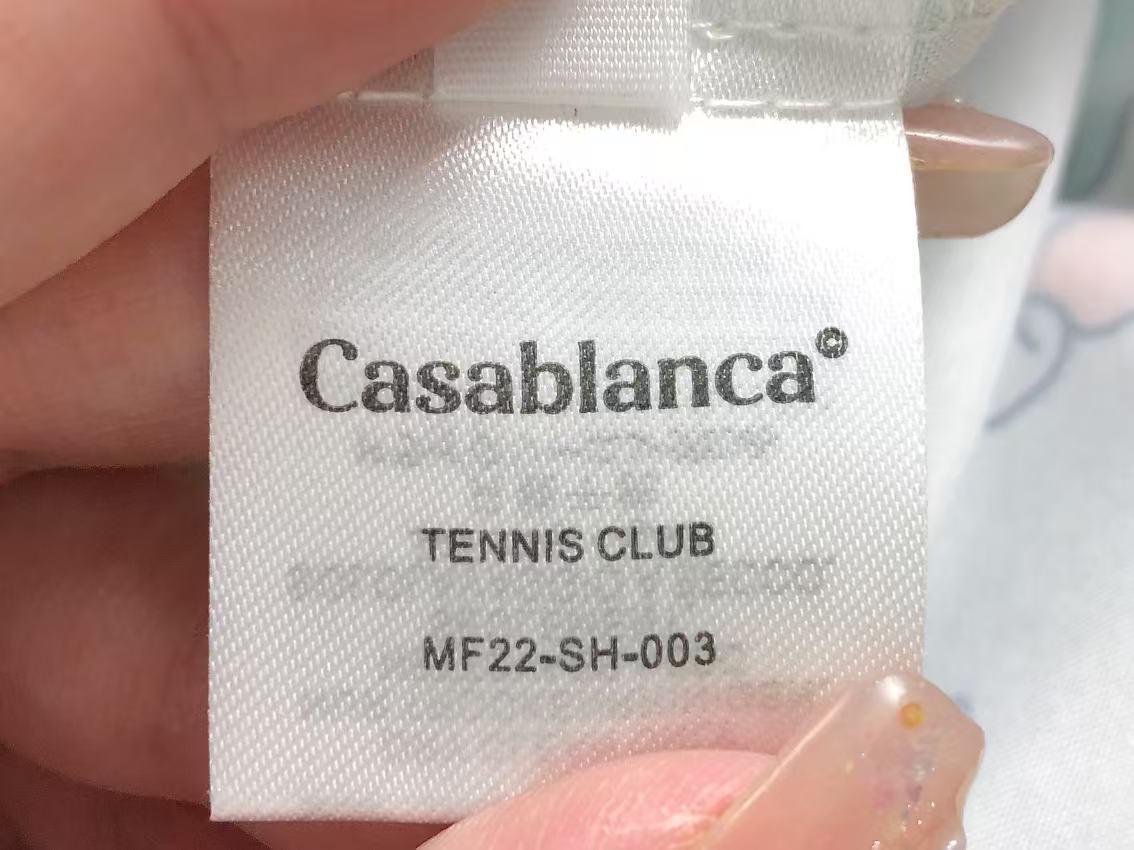 Casablanca©
TENNIS CLUB
MF22-SH-003